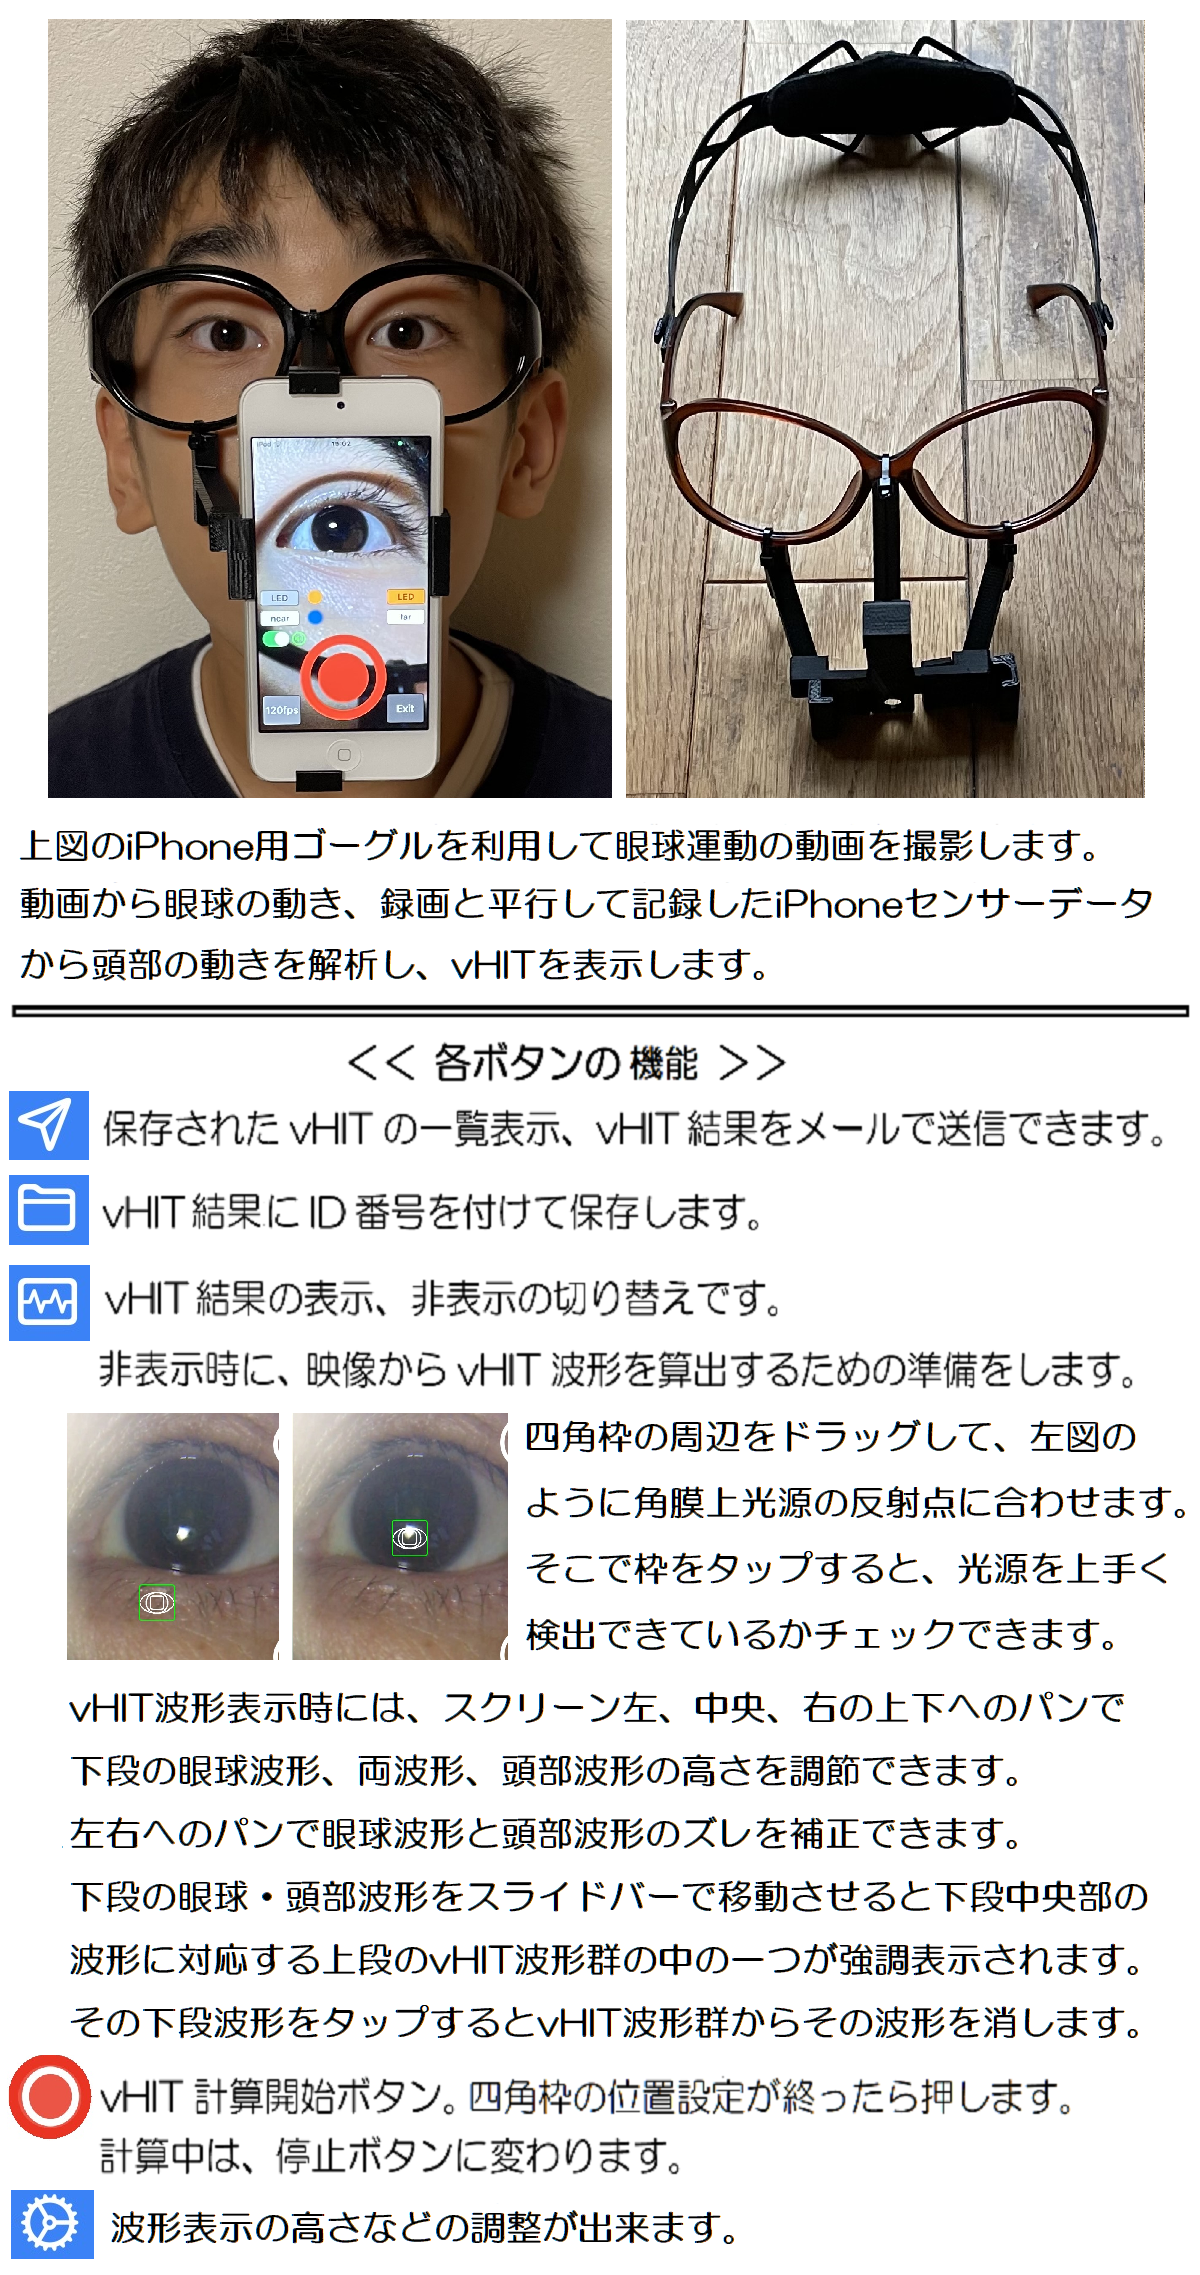 iPod
15:02
LED
LED
near
far
120fps
Exit
上図のiPhone用ゴーグルを利用して眼球運動の動画を撮影します。
動画から眼球の動き、録画と平行して記録したiPhoneセンサーデータ
から頭部の動きを解析し、vHITを表示します。
<< 各ボタンの機能 >>
保存された vHIT の一覧表示、vHIT 結果をメールで送信できます。
vHIT 結果に ID 番号を付けて保存します。
vHIT 結果の表示、非表示の切り替えです。
非表示時に、映像から vHIT 波形を算出するための準備をします。
四角枠の周辺をドラッグして、左図の
ように角膜上光源の反射点に合わせます。
そこで枠をタップすると、光源を上手く
検出できているかチェックできます。
vHIT波形表示時には、スクリーン左、中央、右の上下へのパンで
下段の眼球波形、両波形、頭部波形の高さを調節できます。
左右へのパンで眼球波形と頭部波形のズレを補正できます。
下段の眼球・頭部波形をスライドバーで移動させると下段中央部の
波形に対応する上段のvHIT波形群の中の一つが強調表示されます。
その下段波形をタップするとvHIT波形群からその波形を消します。
vHIT 計算開始ボタン。四角枠の位置設定が終ったら押します。
計算中は、停止ボタンに変わります。
波形表示の高さなどの調整が出来ます。